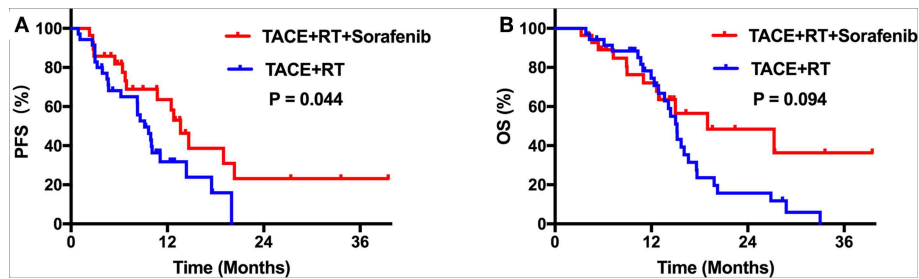 A
PFS (%)
100
80
60
40
20
0
TACE+RT+Sorafenib
TACE+RT
P = 0.044
0 12 24 36
Time (Months)
B
OS (%)
100
80
60
40
20
0
TACE+RT+Sorafenib
TACE+RT
P = 0.094
0 12 24 36
Time (Months)